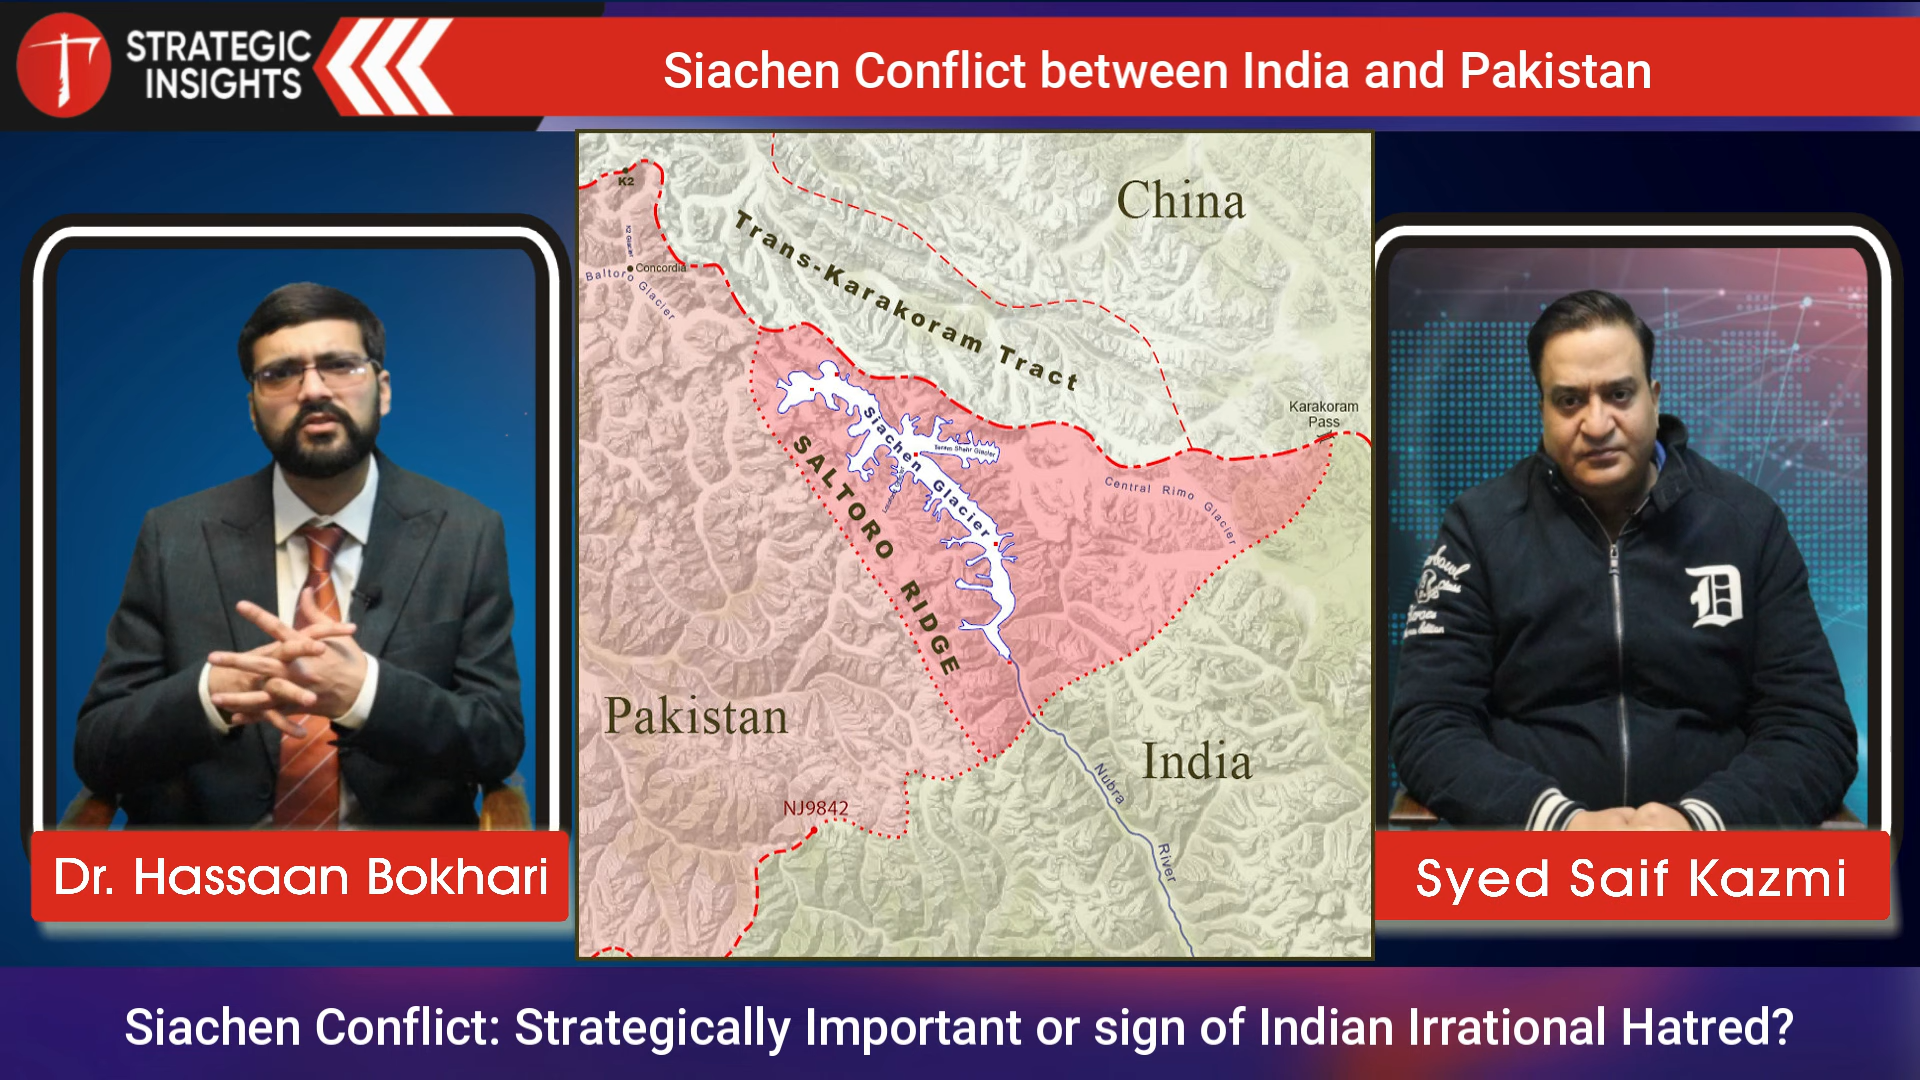 STRATEGIC
INSIGHTS
Siachen Conflict between India and Pakistan
K2
China
K2 Glacier
Concordia
Baltoro Glacier
Trans-Karakoram Tract
Karakoram
Pass
Siachen Glacier
SALTORO RIDGE
Central Rimo Glacier
Pakistan
India
NJ9842
Nubra River
D
Dr. Hassaan Bokhari
Syed Saif Kazmi
Siachen Conflict: Strategically Important or sign of Indian Irrational Hatred?